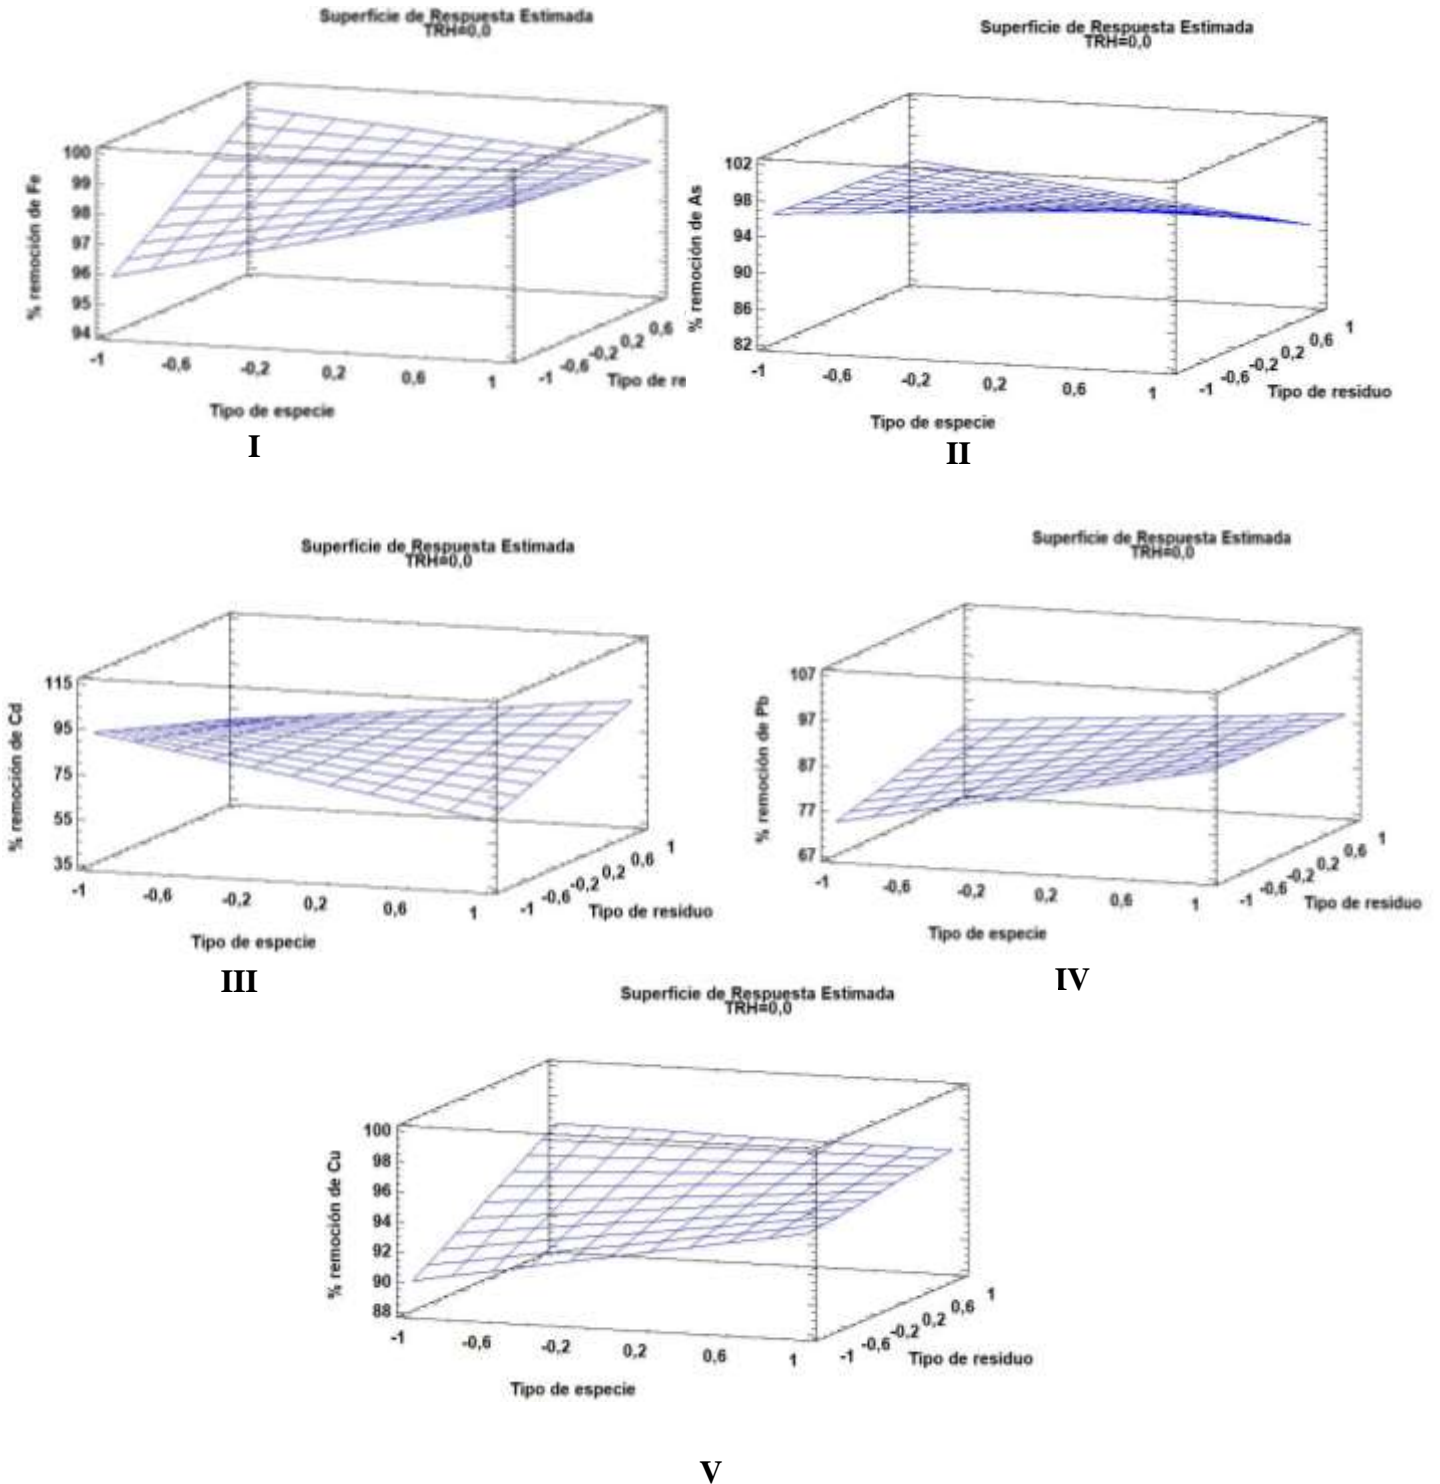 Superficie de Respuesta Estimada
TRH=0,0
% remoción de Fe
100
99
98
97
96
95
94
-1
-0,6
-0,2
0,2
0,6
1
Tipo de especie
-1
-0,6
-0,2
0,2
0,6
Tipo de re
I
Superficie de Respuesta Estimada
TRH=0,0
% remoción de As
102
98
94
90
86
82
-1
-0,6
-0,2
0,2
0,6
1
Tipo de especie
-1
-0,6
-0,2
0,2
0,6
1
Tipo de residuo
II
Superficie de Respuesta Estimada
TRH=0,0
% remoción de Cd
115
95
75
55
35
-1
-0,6
-0,2
0,2
0,6
1
Tipo de especie
-1
-0,6
-0,2
0,2
0,6
1
Tipo de residuo
III
Superficie de Respuesta Estimada
TRH=0,0
% remoción de Pb
107
97
87
77
67
-1
-0,6
-0,2
0,2
0,6
1
Tipo de especie
-1
-0,6
-0,2
0,2
0,6
1
Tipo de residuo
IV
Superficie de Respuesta Estimada
TRH=0,0
% remoción de Cu
100
98
96
94
92
90
88
-1
-0,6
-0,2
0,2
0,6
1
Tipo de especie
-1
-0,6
-0,2
0,2
0,6
1
Tipo de residuo
V